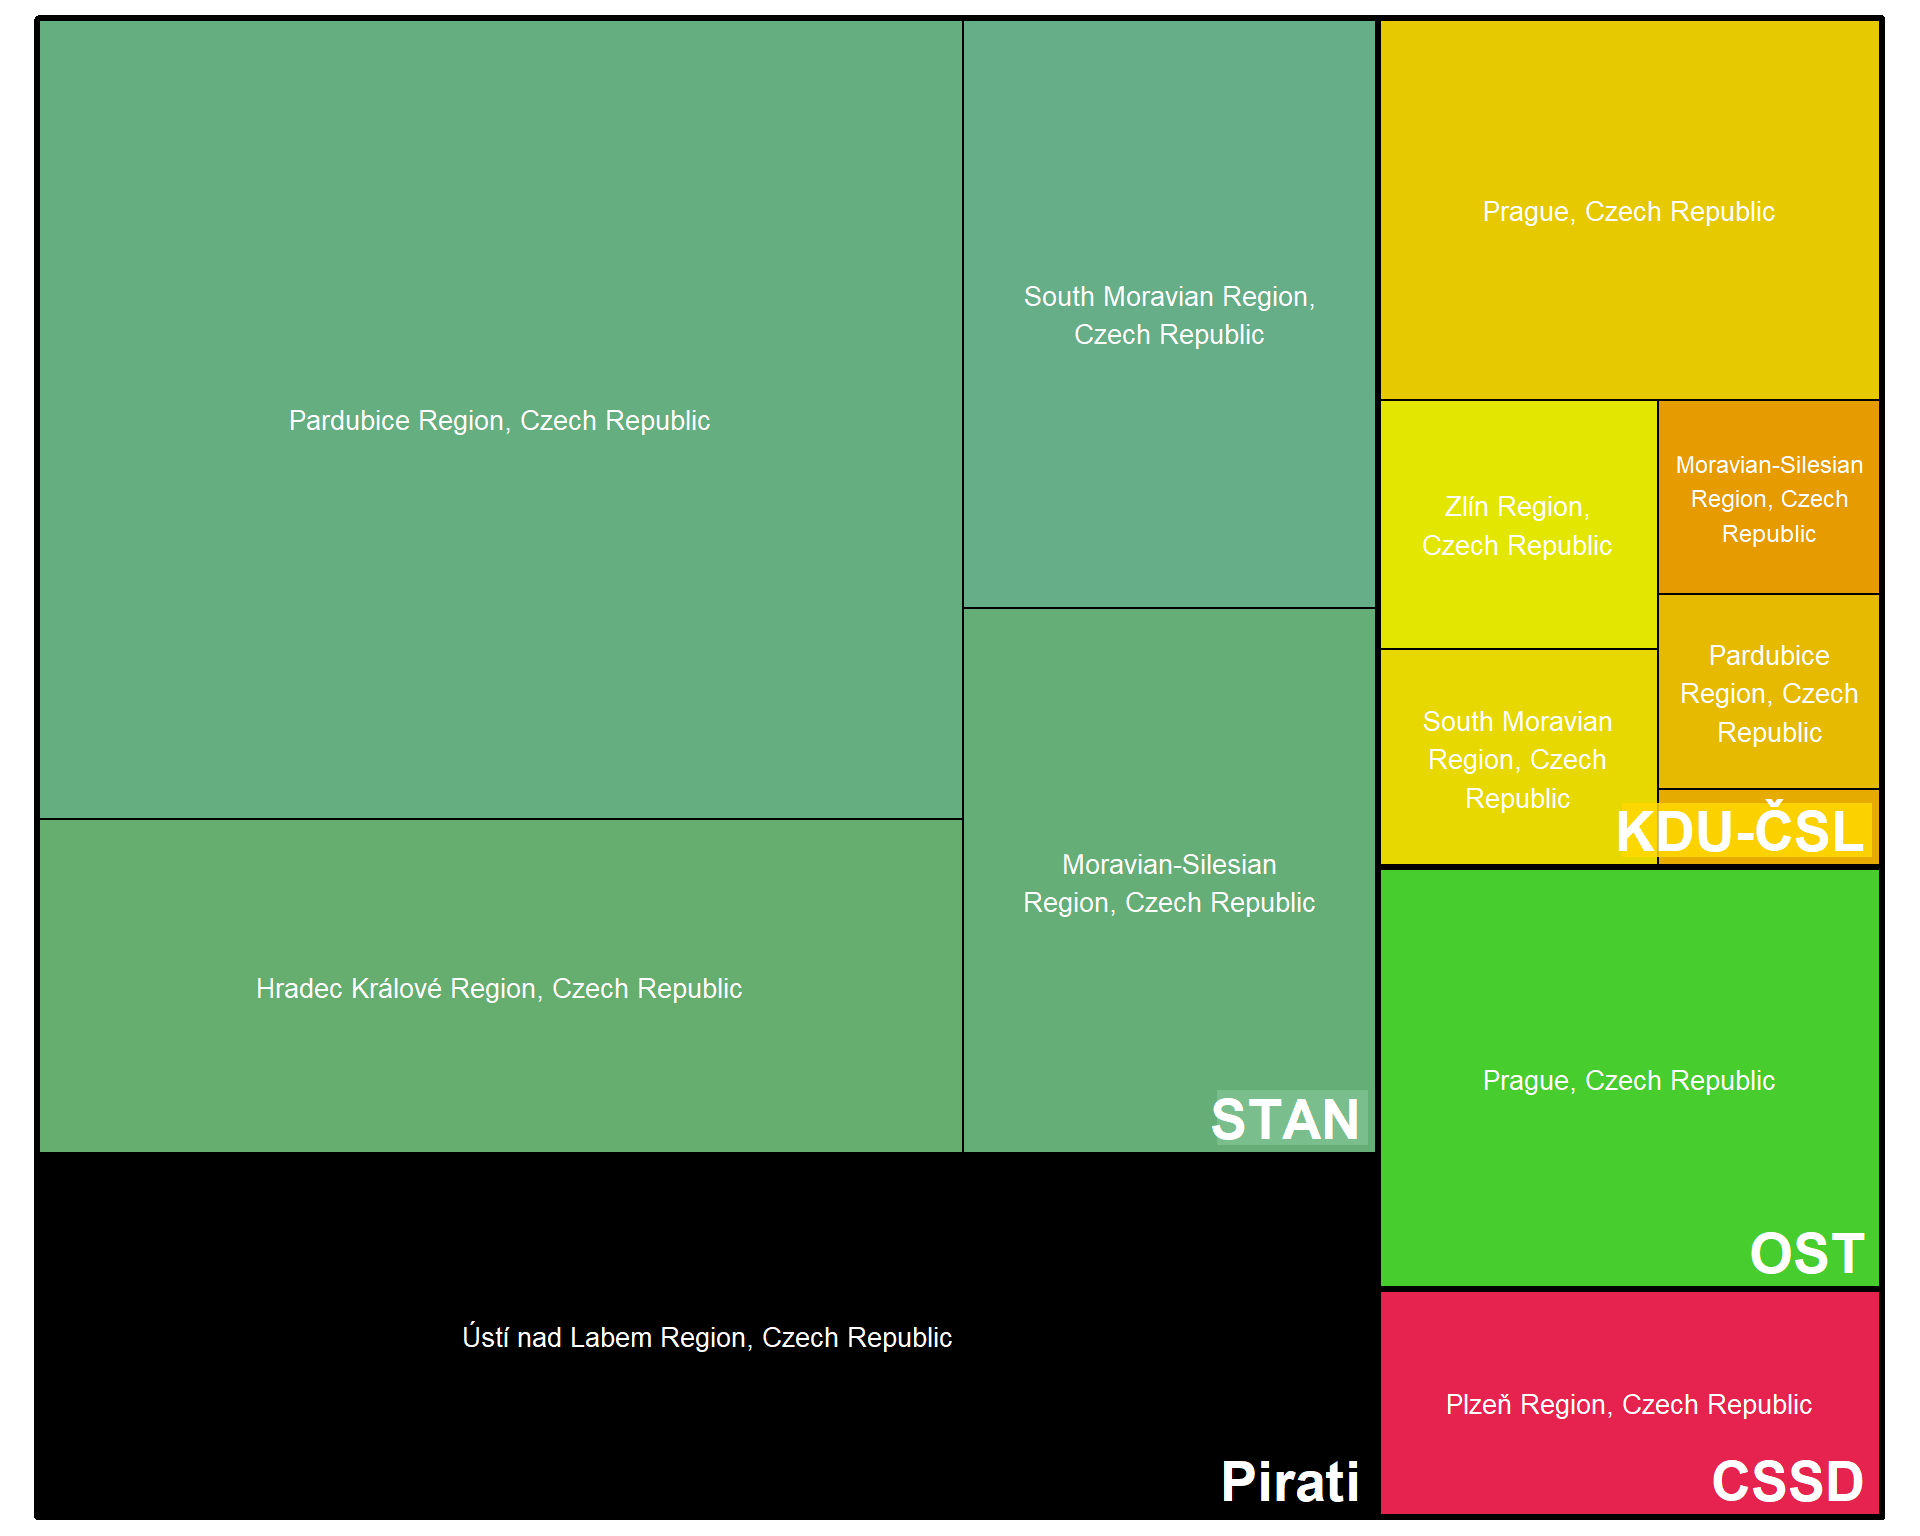 Pardubice Region, Czech Republic
Hradec Králové Region, Czech Republic
South Moravian Region,
Czech Republic
Moravian-Silesian
Region, Czech Republic
STAN
Ústí nad Labem Region, Czech Republic
Pirati
Prague, Czech Republic
Zlín Region,
Czech Republic
South Moravian
Region, Czech
Republic
Moravian-Silesian
Region, Czech
Republic
Pardubice
Region, Czech
Republic
KDU-ČSL
Prague, Czech Republic
OST
Plzeň Region, Czech Republic
CSSD